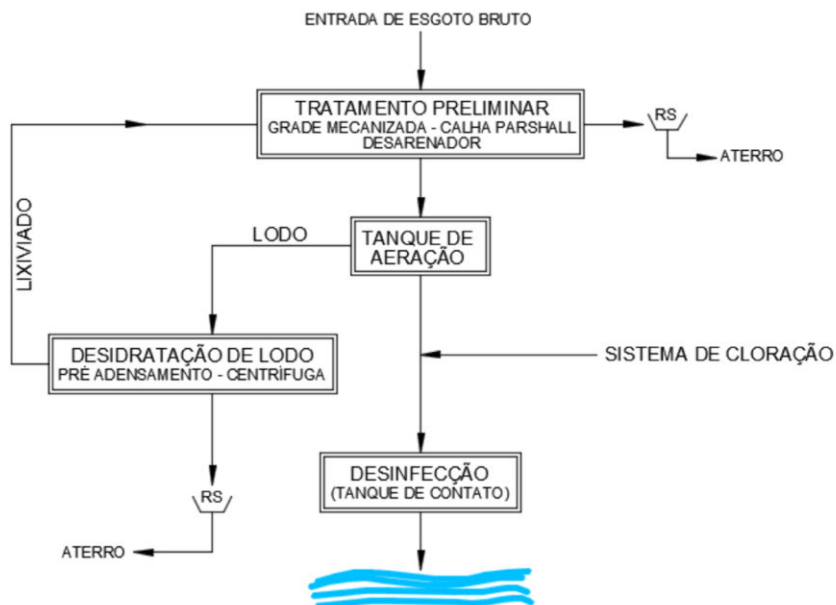 ENTRADA DE ESGOTO BRUTO
TRATAMENTO PRELIMINAR
GRADE MECANIZADA - CALHA PARSHALL
DESARENADOR
RS
ATERRO
LIXIVIADO
LODO
TANQUE DE
AERAÇÃO
DESIDRATAÇÃO DE LODO
PRÉ ADENSAMENTO - CENTRÍFUGA
SISTEMA DE CLORAÇÃO
DESINFECÇÃO
(TANQUE DE CONTATO)
RS
ATERRO